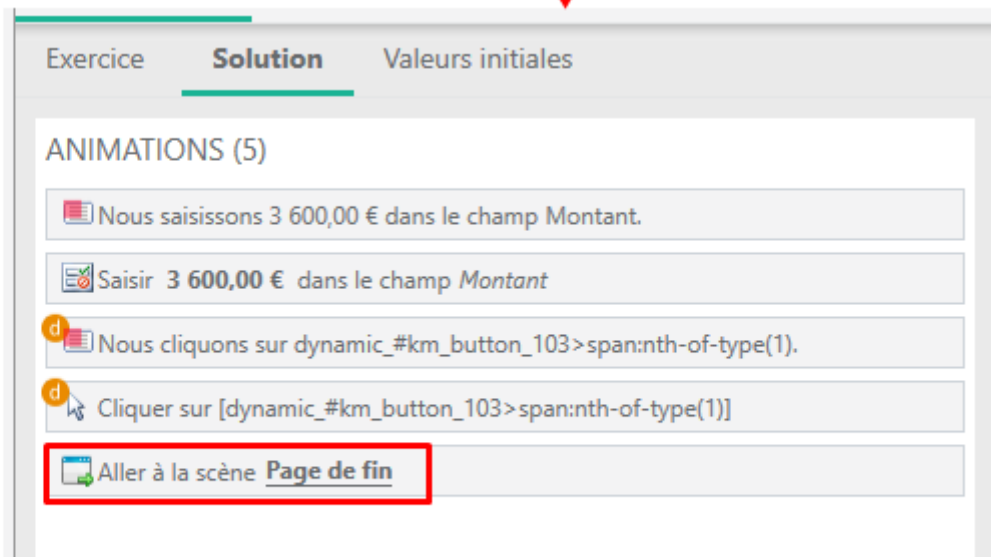 Exercice Solution Valeurs initiales
ANIMATIONS (5)
Nous saisissons 3 600,00 € dans le champ Montant.
Saisir 3 600,00 € dans le champ Montant
d Nous cliquons sur dynamic_#km_button_103>span:nth-of-type(1).
d Cliquer sur [dynamic_#km_button_103>span:nth-of-type(1)]
Aller à la scène Page de fin